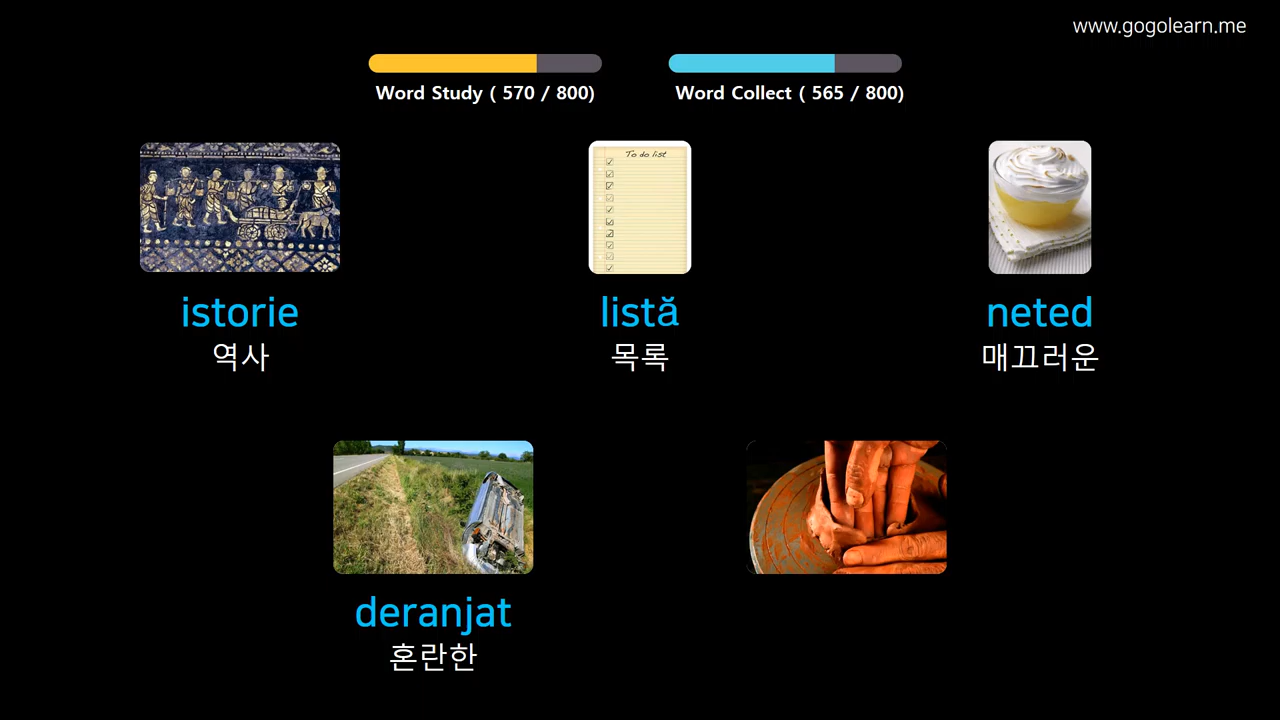 www.gogolearn.me
Word Study ( 570 / 800)
Word Collect ( 565 / 800)
To do list
istorie
역사
listă
목록
neted
매끄러운
deranjat
혼란한